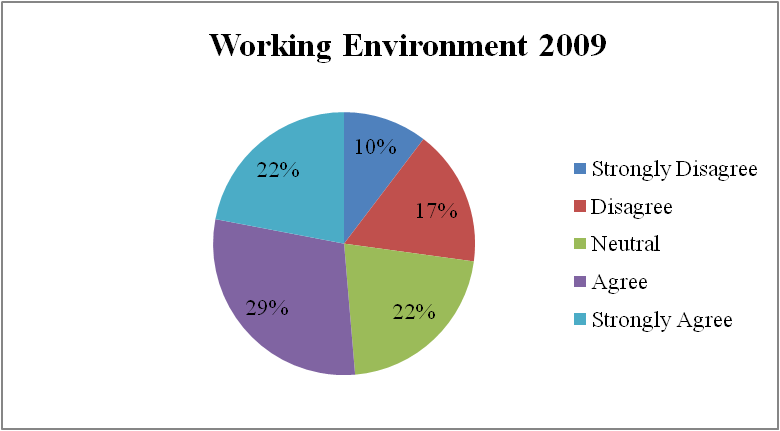 Working Environment 2009
10%
17%
22%
29%
22%
Strongly Disagree
Disagree
Neutral
Agree
Strongly Agree